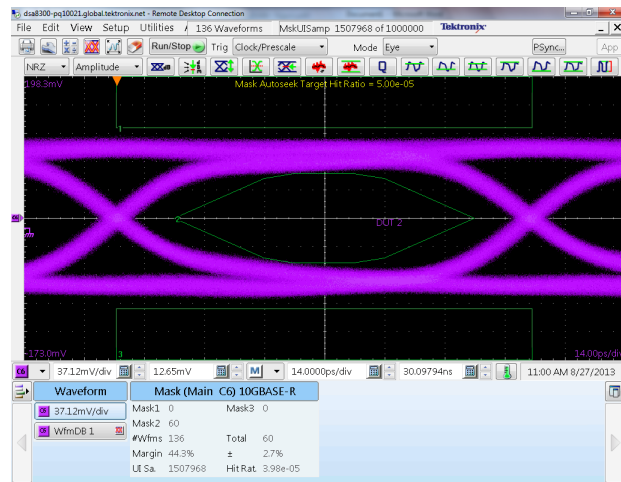 dsa8300-pq10021.global.tektronix.net - Remote Desktop Connection
File Edit View Setup Utilities 136 Waveforms MskUISamp 1507968 of 1000000 Tektronix
Run/Stop Trig Clock/Prescale Mode Eye PSync... App
NRZ Amplitude
198.3mV Mask Autoseek Target Hit Ratio = 5.00e-05
1
C6 2 DUT 2
-173.0mV 3 14.00ps/di
C6 37.12mV/div 12.65mV M 14.0000ps/div 30.09794ns 11:00 AM 8/27/2013
Waveform Mask (Main C6) 10GBASE-R
C6 37.12mV/div Mask1 0 Mask3 0
C6 WfmDB 1 Mask2 60
#Wfms 136 Total 60
Margin 44.3% ± 2.7%
UI Sa. 1507968 Hit Rat. 3.98e-05